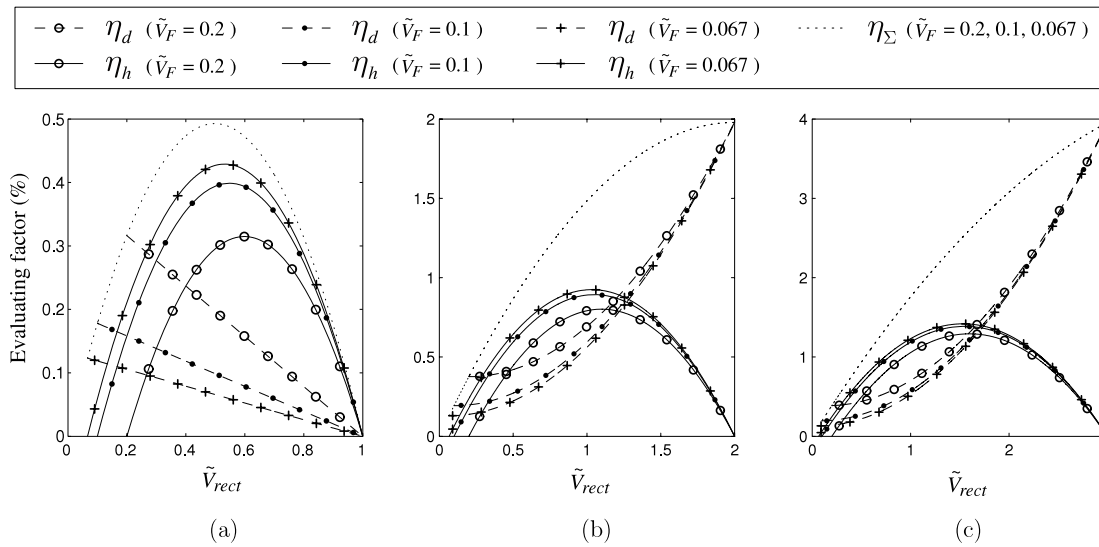 η_d (Ṽ_F = 0.2) η_d (Ṽ_F = 0.1) η_d (Ṽ_F = 0.067) η_Σ (Ṽ_F = 0.2, 0.1, 0.067)
η_h (Ṽ_F = 0.2) η_h (Ṽ_F = 0.1) η_h (Ṽ_F = 0.067)
Evaluating factor (%)
0.5
0.4
0.3
0.2
0.1
0
0 0.2 0.4 0.6 0.8 1
Ṽ_rect
(a)
2
1.5
1
0.5
0
0 0.5 1 1.5 2
Ṽ_rect
(b)
4
3
2
1
0
0 1 2
Ṽ_rect
(c)